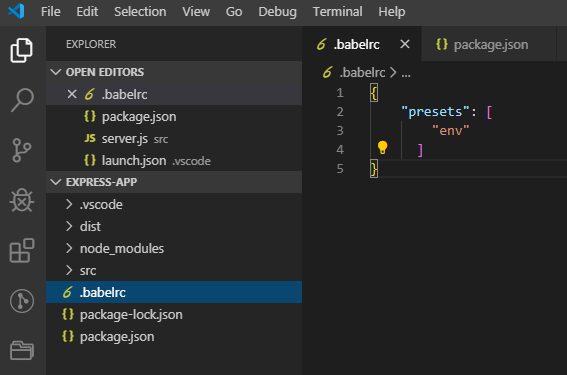 File Edit Selection View Go Debug Terminal Help
EXPLORER
OPEN EDITORS
.babelrc
package.json
server.js src
launch.json .vscode
EXPRESS-APP
.vscode
dist
node_modules
src
.babelrc
package-lock.json
package.json
.babelrc package.json
.babelrc > ...
1 {
2 "presets": [
3 "env"
4 ]
5 }